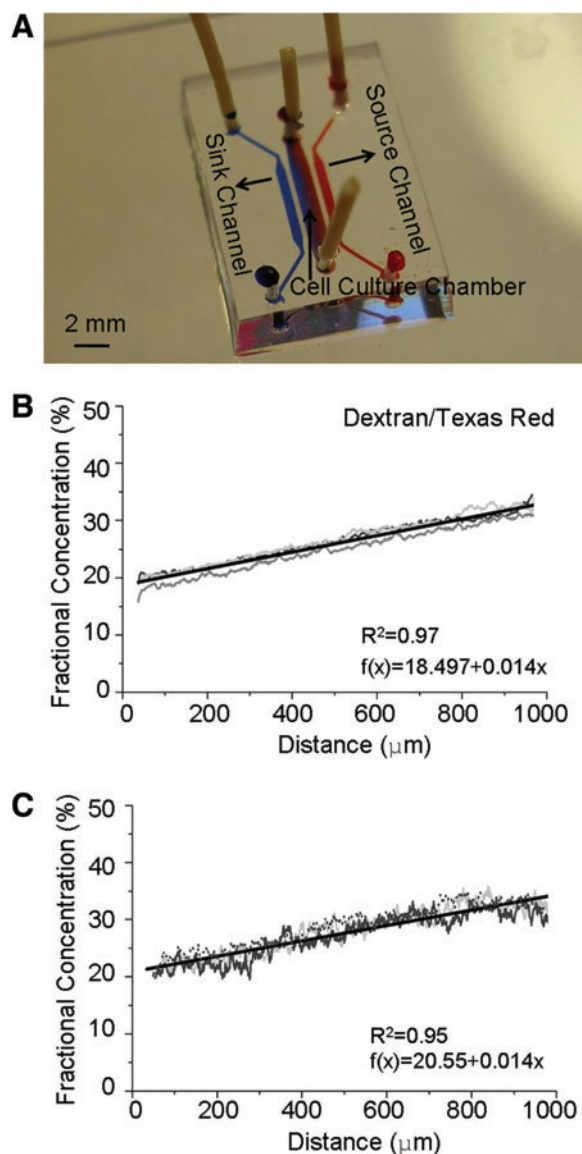 A
Sink Channel
Source Channel
Cell Culture Chamber
2 mm
B
Fractional Concentration (%)
50
40
30
20
10
0
Dextran/Texas Red
R²=0.97
f(x)=18.497+0.014x
0 200 400 600 800 1000
Distance (μm)
C
Fractional Concentration (%)
50
40
30
20
10
0
R²=0.95
f(x)=20.55+0.014x
0 200 400 600 800 1000
Distance (μm)